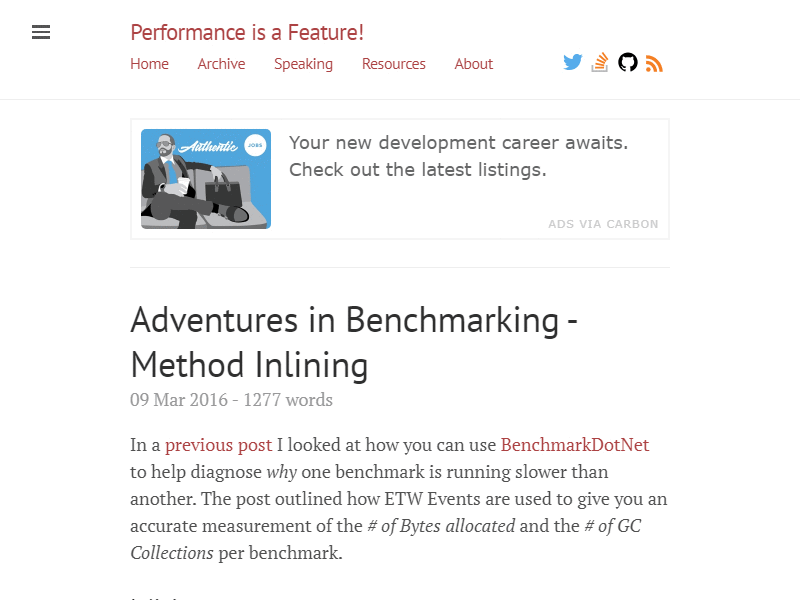 Performance is a Feature!
Home Archive Speaking Resources About
Authentic JOBS
Your new development career awaits.
Check out the latest listings.
ADS VIA CARBON
Adventures in Benchmarking -
Method Inlining
09 Mar 2016 - 1277 words
In a previous post I looked at how you can use BenchmarkDotNet
to help diagnose why one benchmark is running slower than
another. The post outlined how ETW Events are used to give you an
accurate measurement of the # of Bytes allocated and the # of GC
Collections per benchmark.